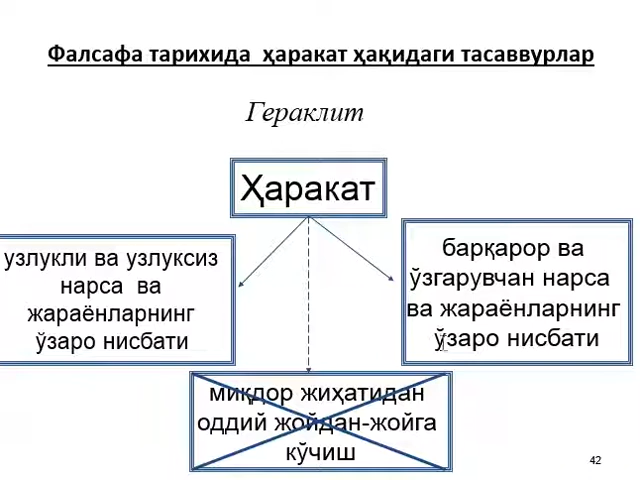 Фалсафа тарихида ҳаракат ҳақидаги тасаввурлар
Гераклит
Ҳаракат
узлукли ва узлуксиз
нарса ва
жараёнларнинг
ўзаро нисбати
барқарор ва
ўзгарувчан нарса
ва жараёнларнинг
ўзаро нисбати
миқдор жиҳатидан
оддий жойдан-жойга
кўчиш
42